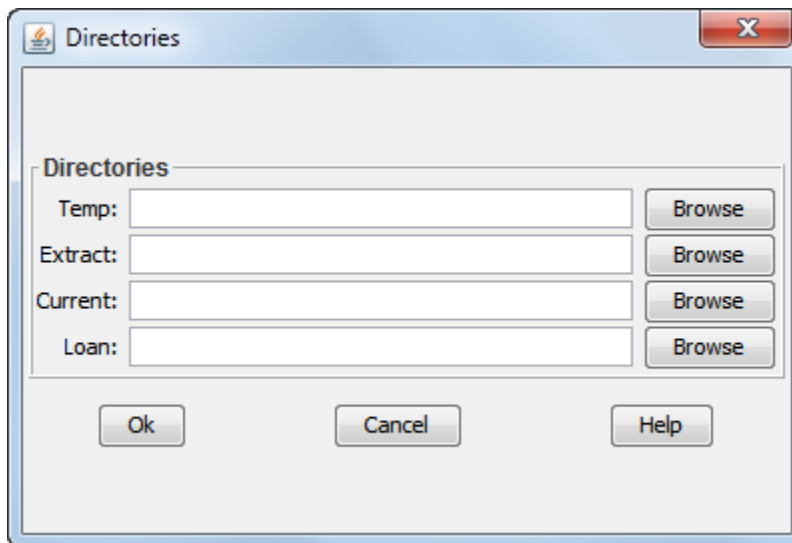 Directories
Directories
Temp: Browse
Extract: Browse
Current: Browse
Loan: Browse
Ok Cancel Help